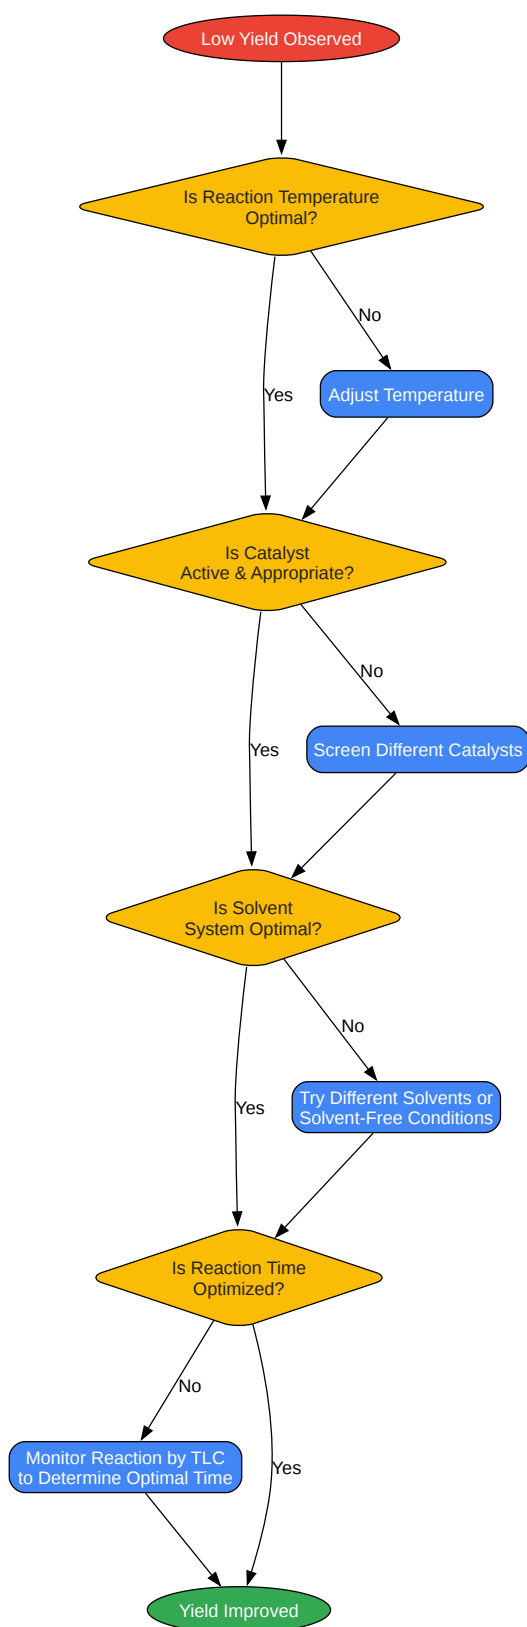 Low Yield Observed
Is Reaction Temperature
Optimal?
No
Adjust Temperature
Yes
Is Catalyst
Active & Appropriate?
No
Screen Different Catalysts
Yes
Is Solvent
System Optimal?
No
Try Different Solvents or
Solvent-Free Conditions
Yes
Is Reaction Time
Optimized?
No
Monitor Reaction by TLC
to Determine Optimal Time
Yes
Yield Improved